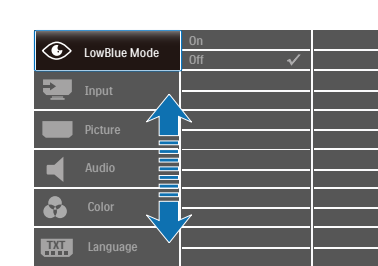 LowBlue Mode
On
Off
Input
Picture
Audio
Color
TXT
Language